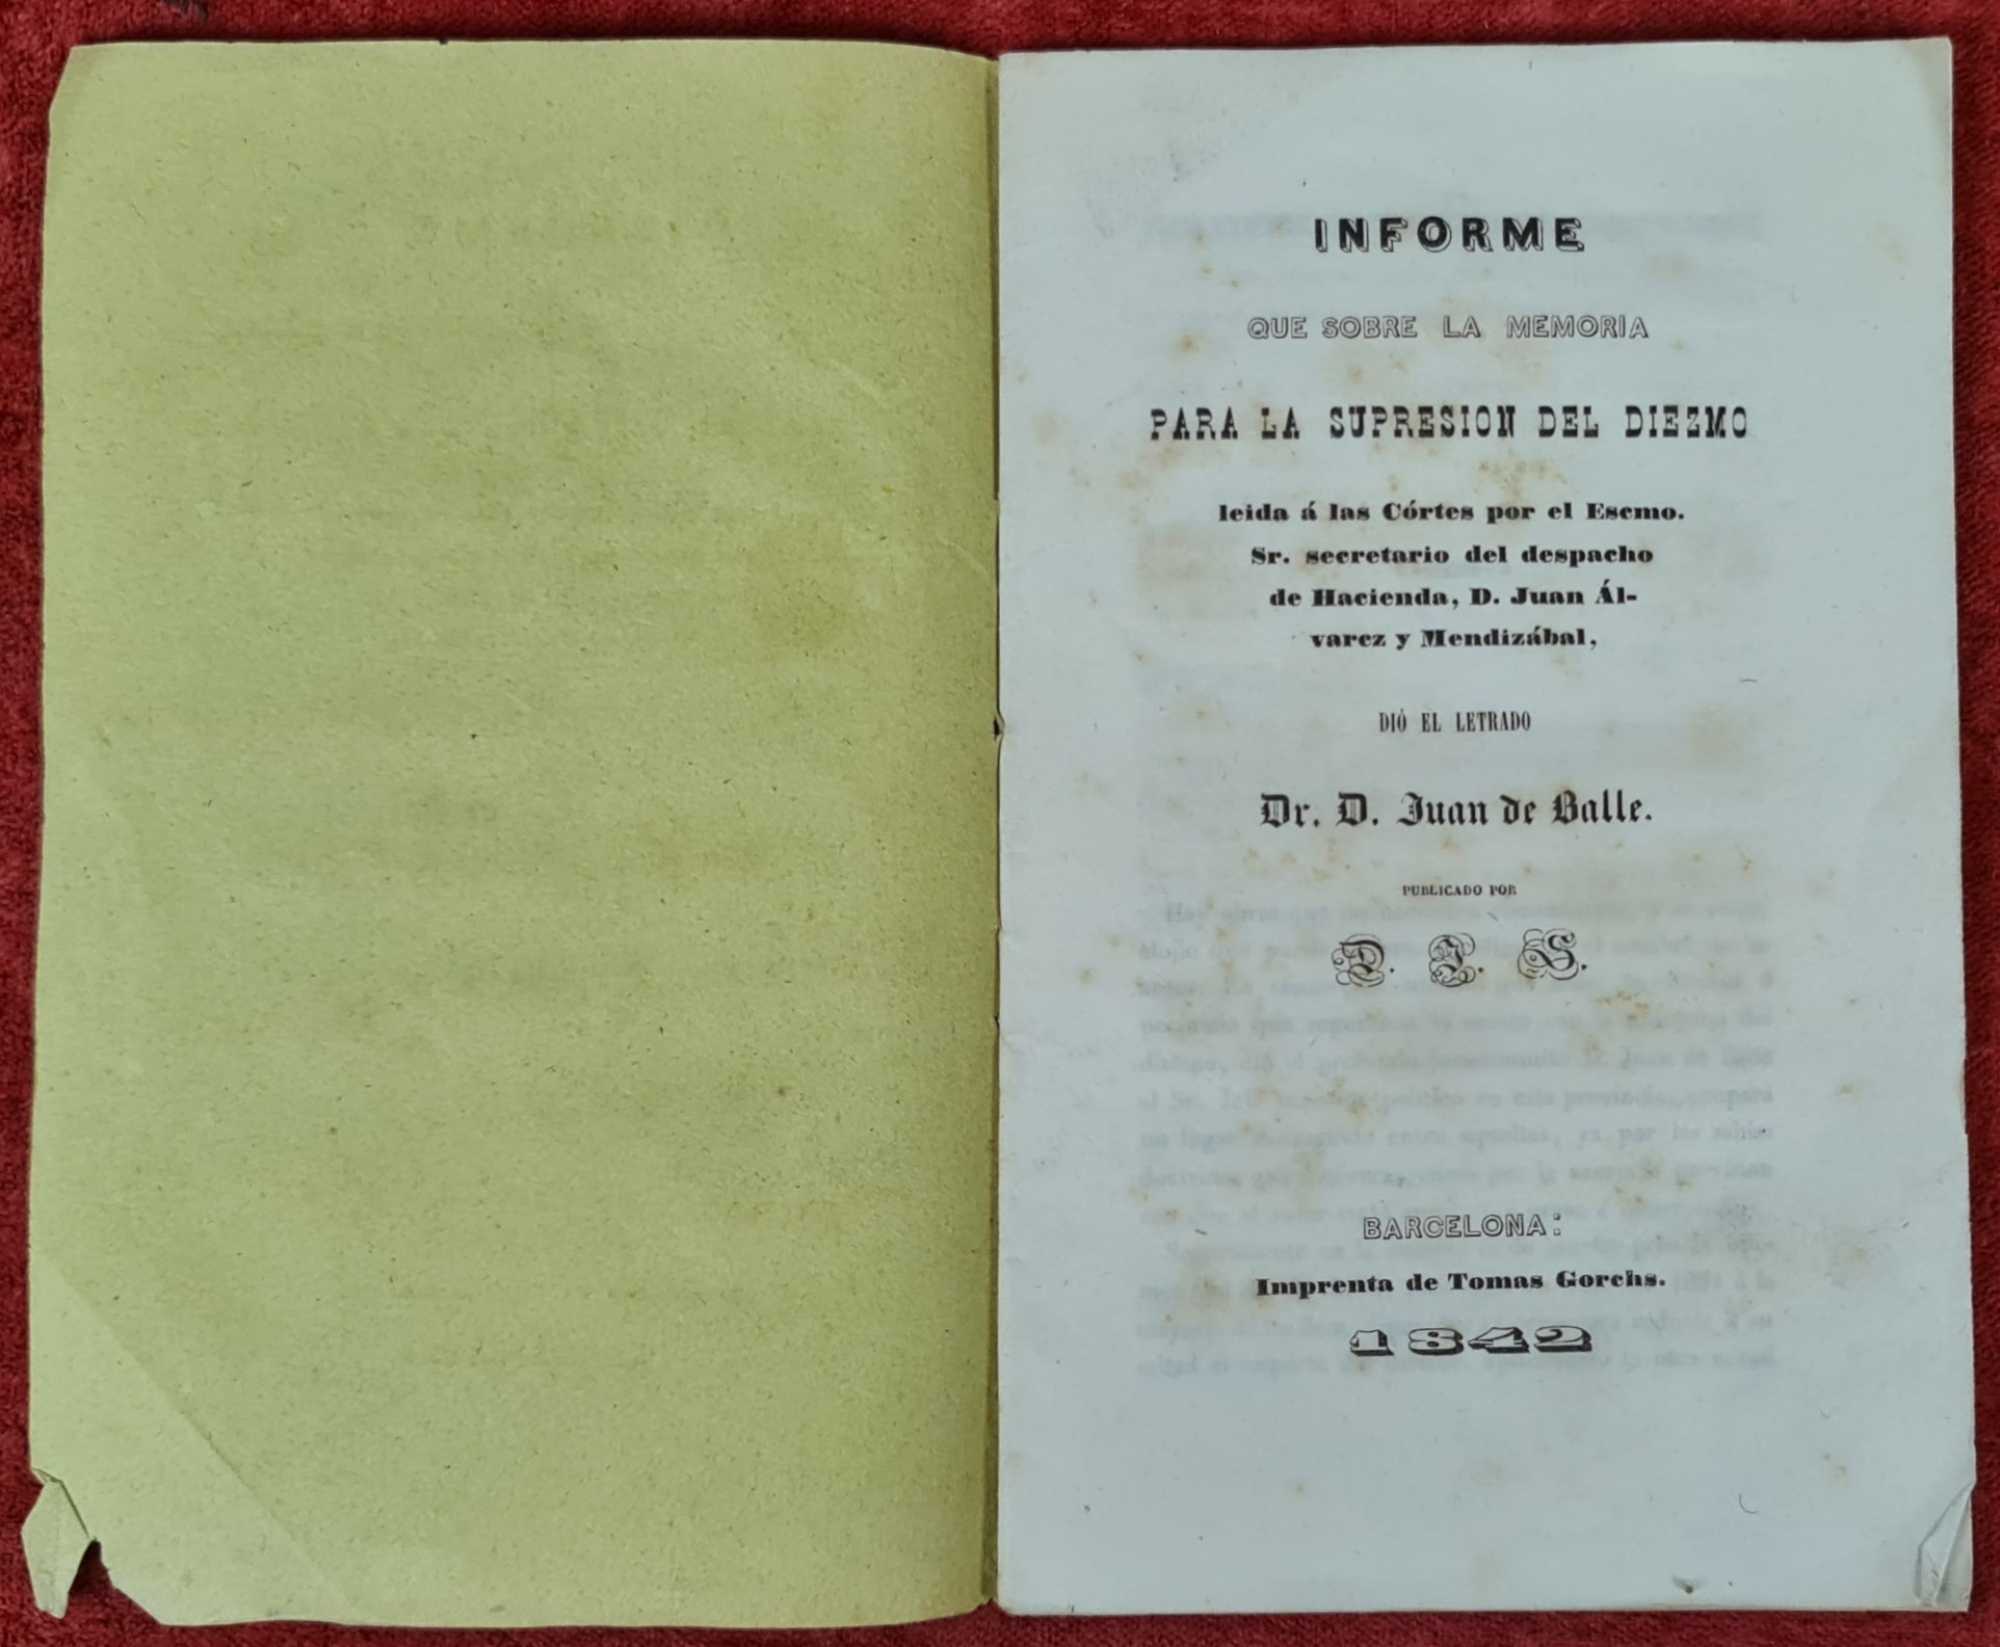 INFORME
QUE SOBRE LA MEMORIA
PARA LA SUPRESION DEL DIEZMO
leida á las Córtes por el Escmo.
Sr. secretario del despacho
de Hacienda, D. Juan Ál-
varez y Mendizábal,
DIÓ EL LETRADO
Dr. D. Juan de Balle.
PUBLICADO POR
D. J. S.
BARCELONA:
Imprenta de Tomas Gorchs.
1842